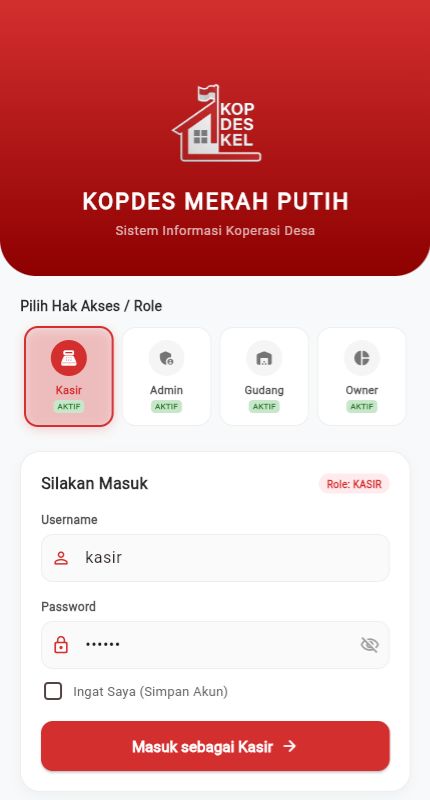 KOP
DES
KEL
KOPDES MERAH PUTIH
Sistem Informasi Koperasi Desa
Pilih Hak Akses / Role
Kasir Admin Gudang Owner
AKTIF AKTIF AKTIF AKTIF
Silakan Masuk Role: KASIR
Username
kasir
Password
••••••
Ingat Saya (Simpan Akun)
Masuk sebagai Kasir →